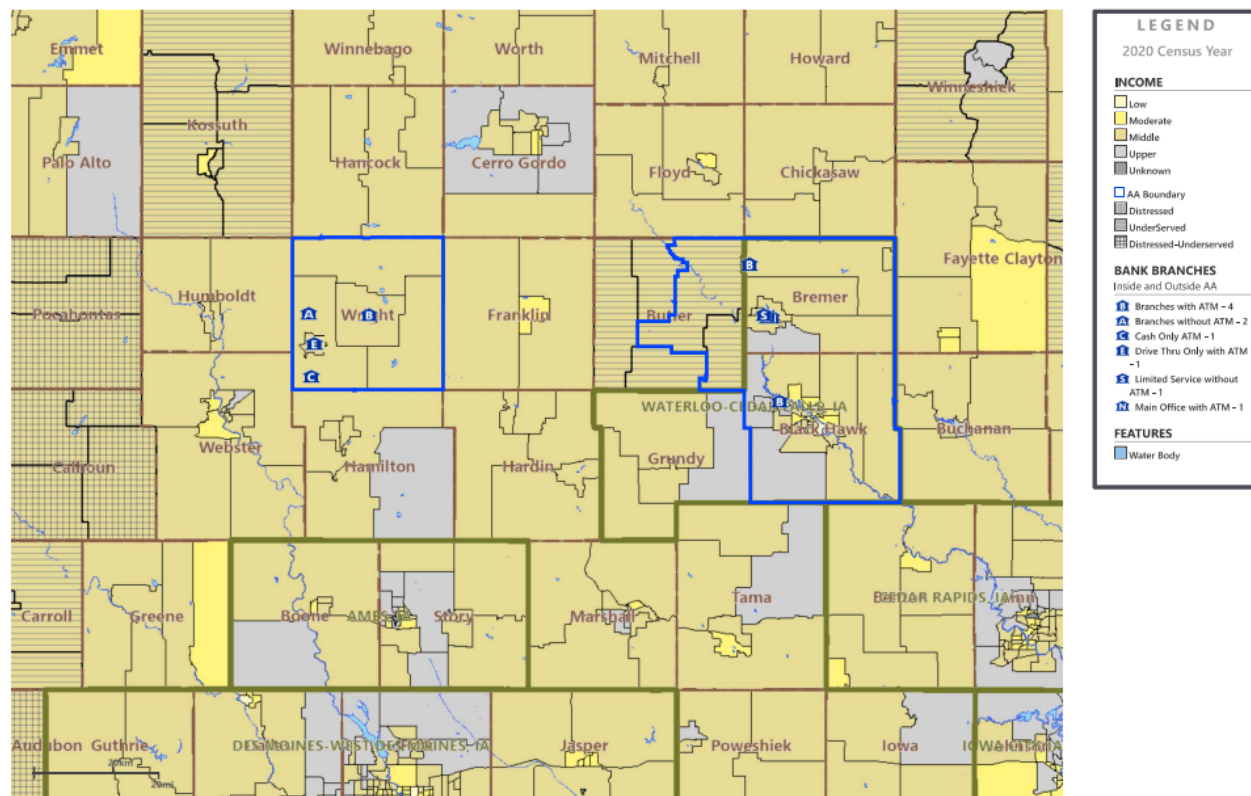 Emmet
Winnebago
Worth
Mitchell
Howard
Winneshiek
Kossuth
Palo Alto
Hancock
Cerro Gordo
Floyd
Chickasaw
Pocahontas
Humboldt
A
Wright
B
E
C
Franklin
Butler
B
Bremer
S
Fayette
Clayton
WATERLOO-CEDAR FALLS, IA
B
Black Hawk
Buchanan
Calhoun
Webster
Hamilton
Hardin
Grundy
Carroll
Greene
Boone
AMES, IA
Story
Marshall
Tama
CEDAR RAPIDS, IA
Audubon
Guthrie
DES MOINES-WEST DES MOINES, IA
Jasper
Poweshiek
Iowa
20km
20mi
LEGEND
2020 Census Year
INCOME
Low
Moderate
Middle
Upper
Unknown
AA Boundary
Distressed
UnderServed
Distressed-Underserved
BANK BRANCHES
Inside and Outside AA
B Branches with ATM - 4
A Branches without ATM - 2
C Cash Only ATM - 1
E Drive Thru Only with ATM
- 1
S Limited Service without
ATM - 1
N Main Office with ATM - 1
FEATURES
Water Body